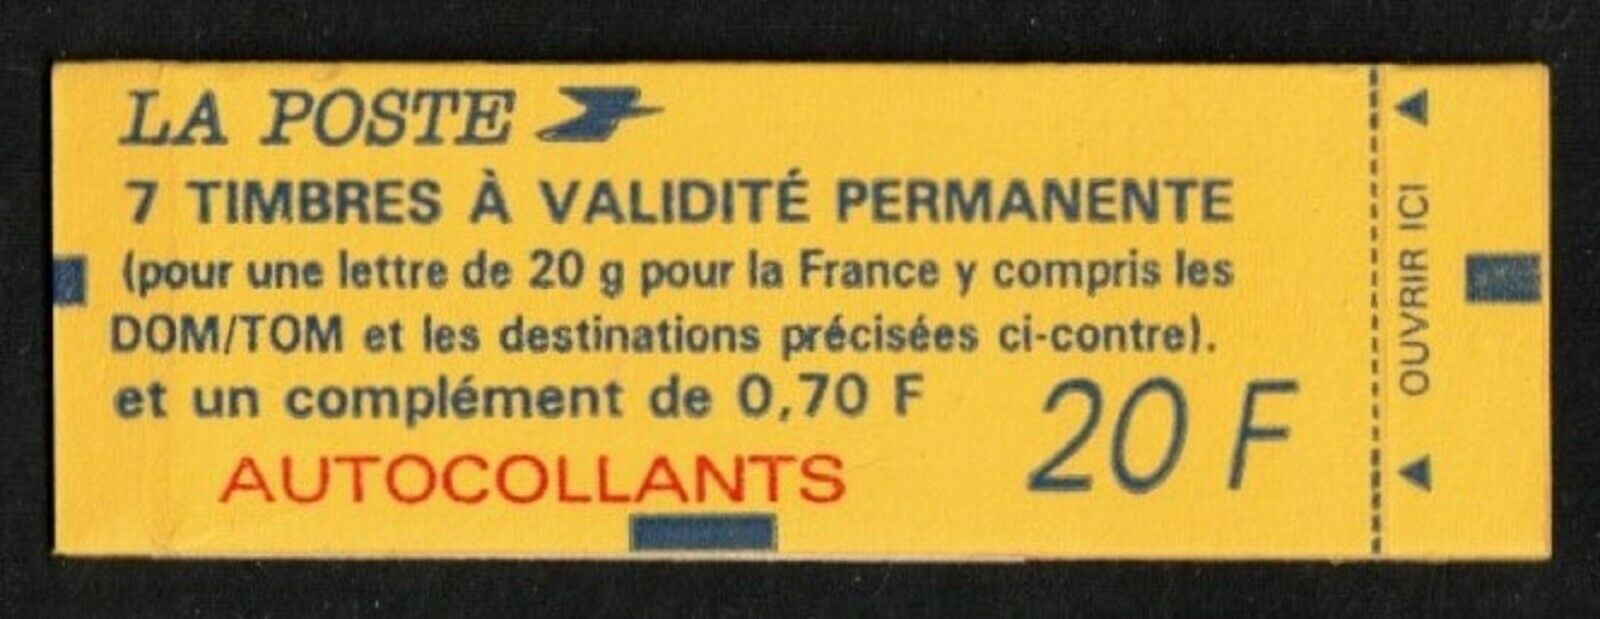 LA POSTE
7 TIMBRES À VALIDITÉ PERMANENTE
(pour une lettre de 20 g pour la France y compris les
DOM/TOM et les destinations précisées ci-contre).
et un complément de 0,70 F
20 F
AUTOCOLLANTS
OUVRIR ICI